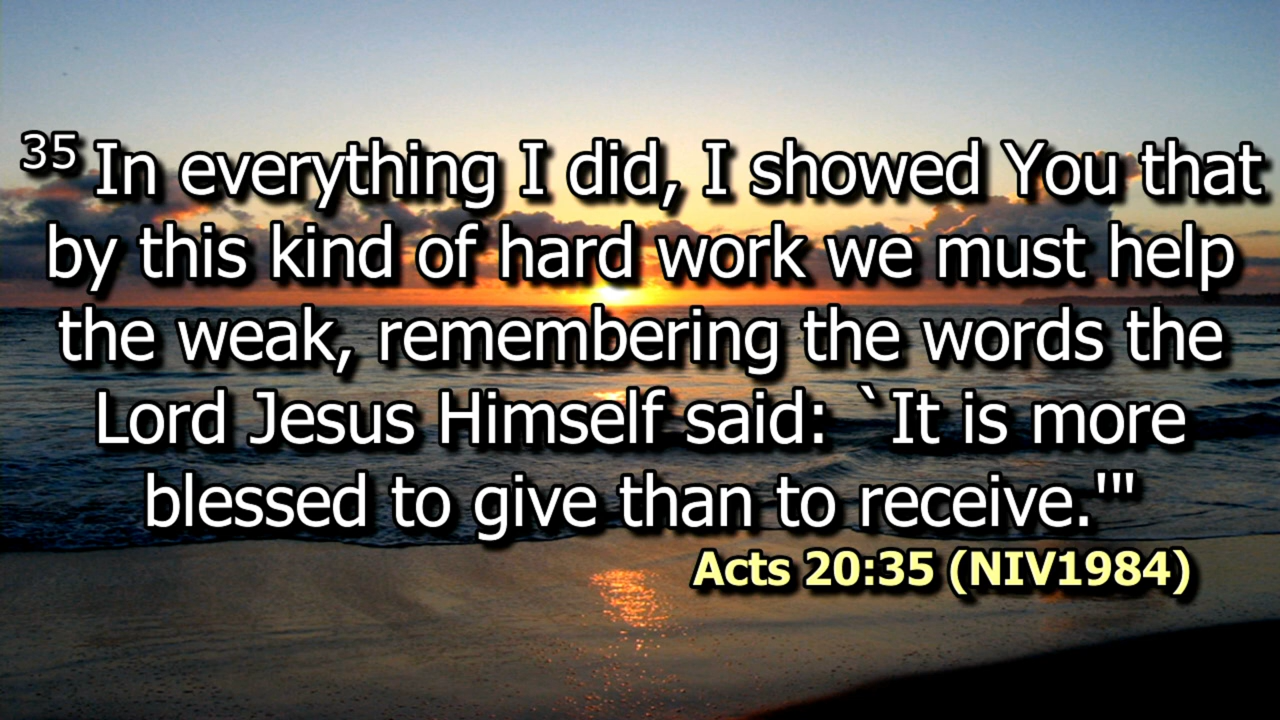 35 In everything I did, I showed You that
by this kind of hard work we must help
the weak, remembering the words the
Lord Jesus Himself said: `It is more
blessed to give than to receive.'"
Acts 20:35 (NIV1984)